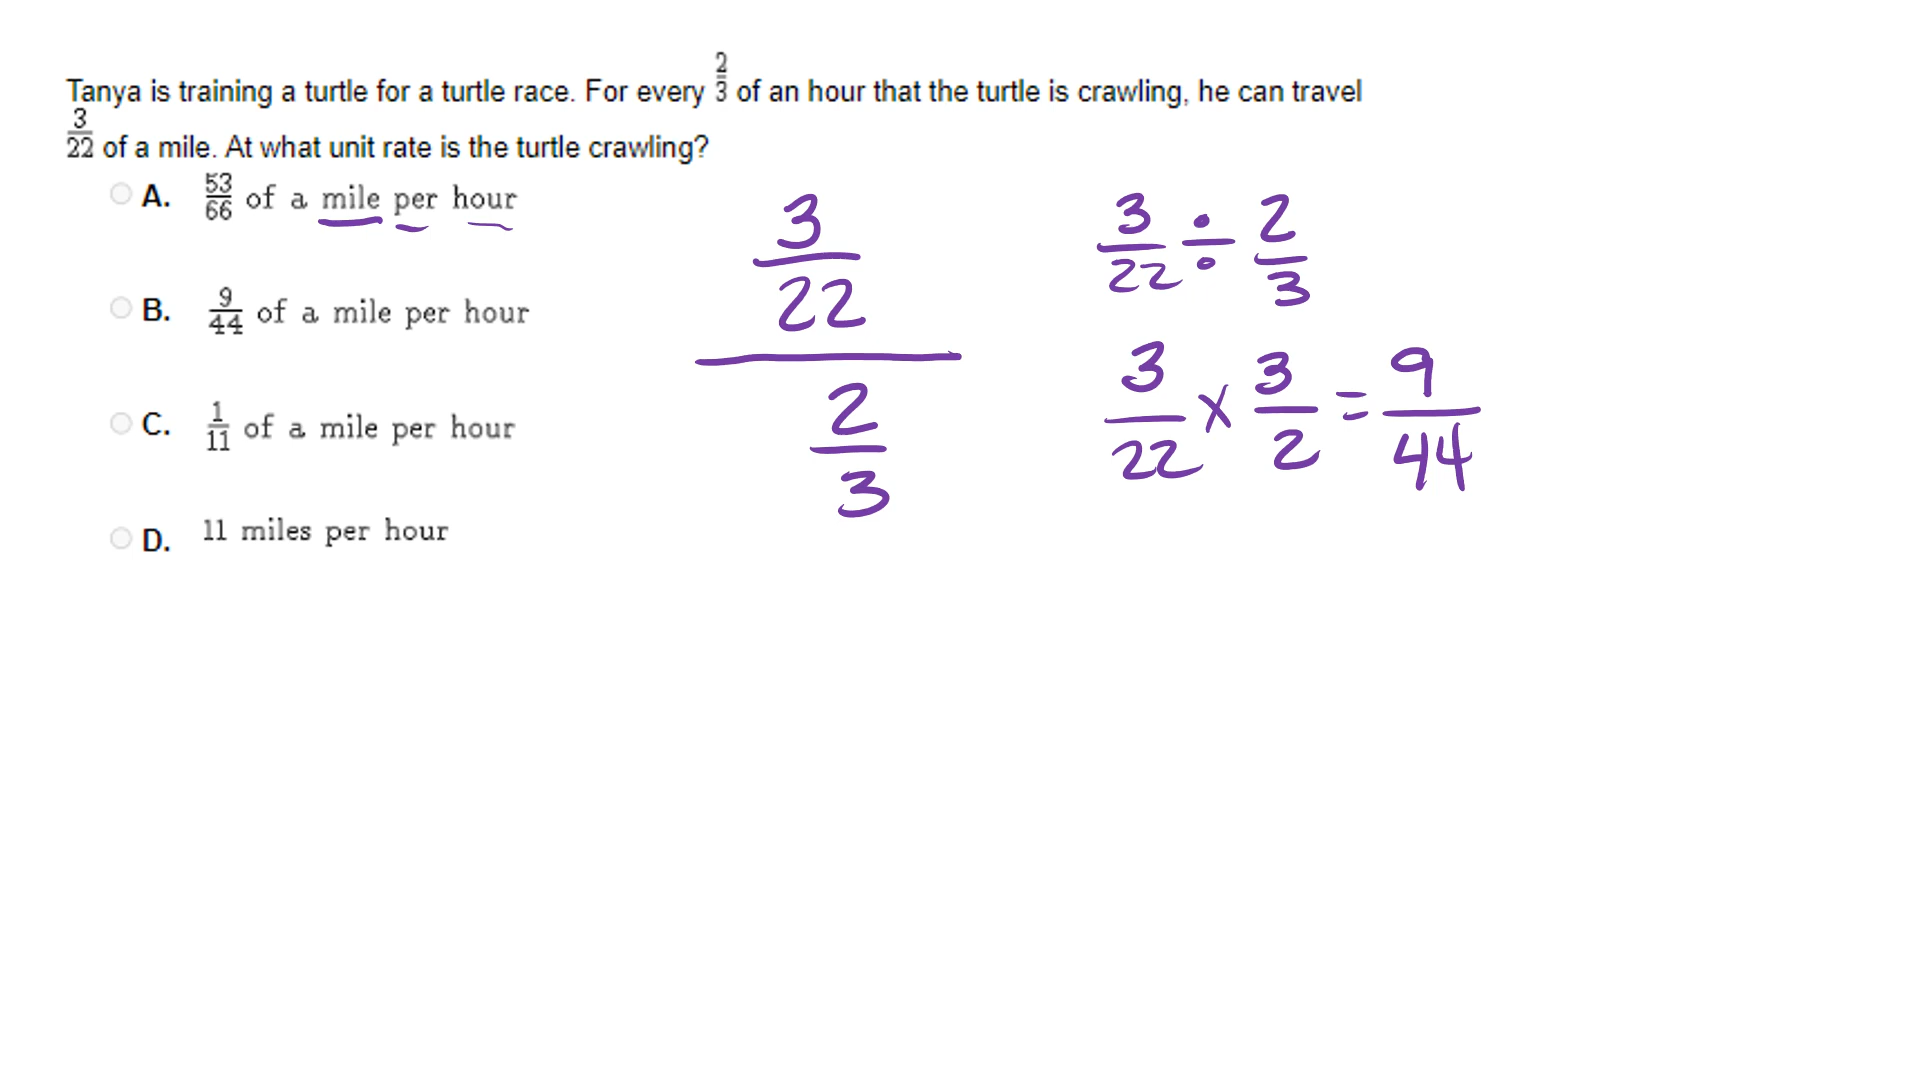 Tanya is training a turtle for a turtle race. For every 2/3 of an hour that the turtle is crawling, he can travel
3/22 of a mile. At what unit rate is the turtle crawling?
A. 53/66 of a mile per hour
B. 9/44 of a mile per hour
C. 1/11 of a mile per hour
D. 11 miles per hour
3
22
2
3
3/22 ÷ 2/3
3/22 x 3/2 = 9/44